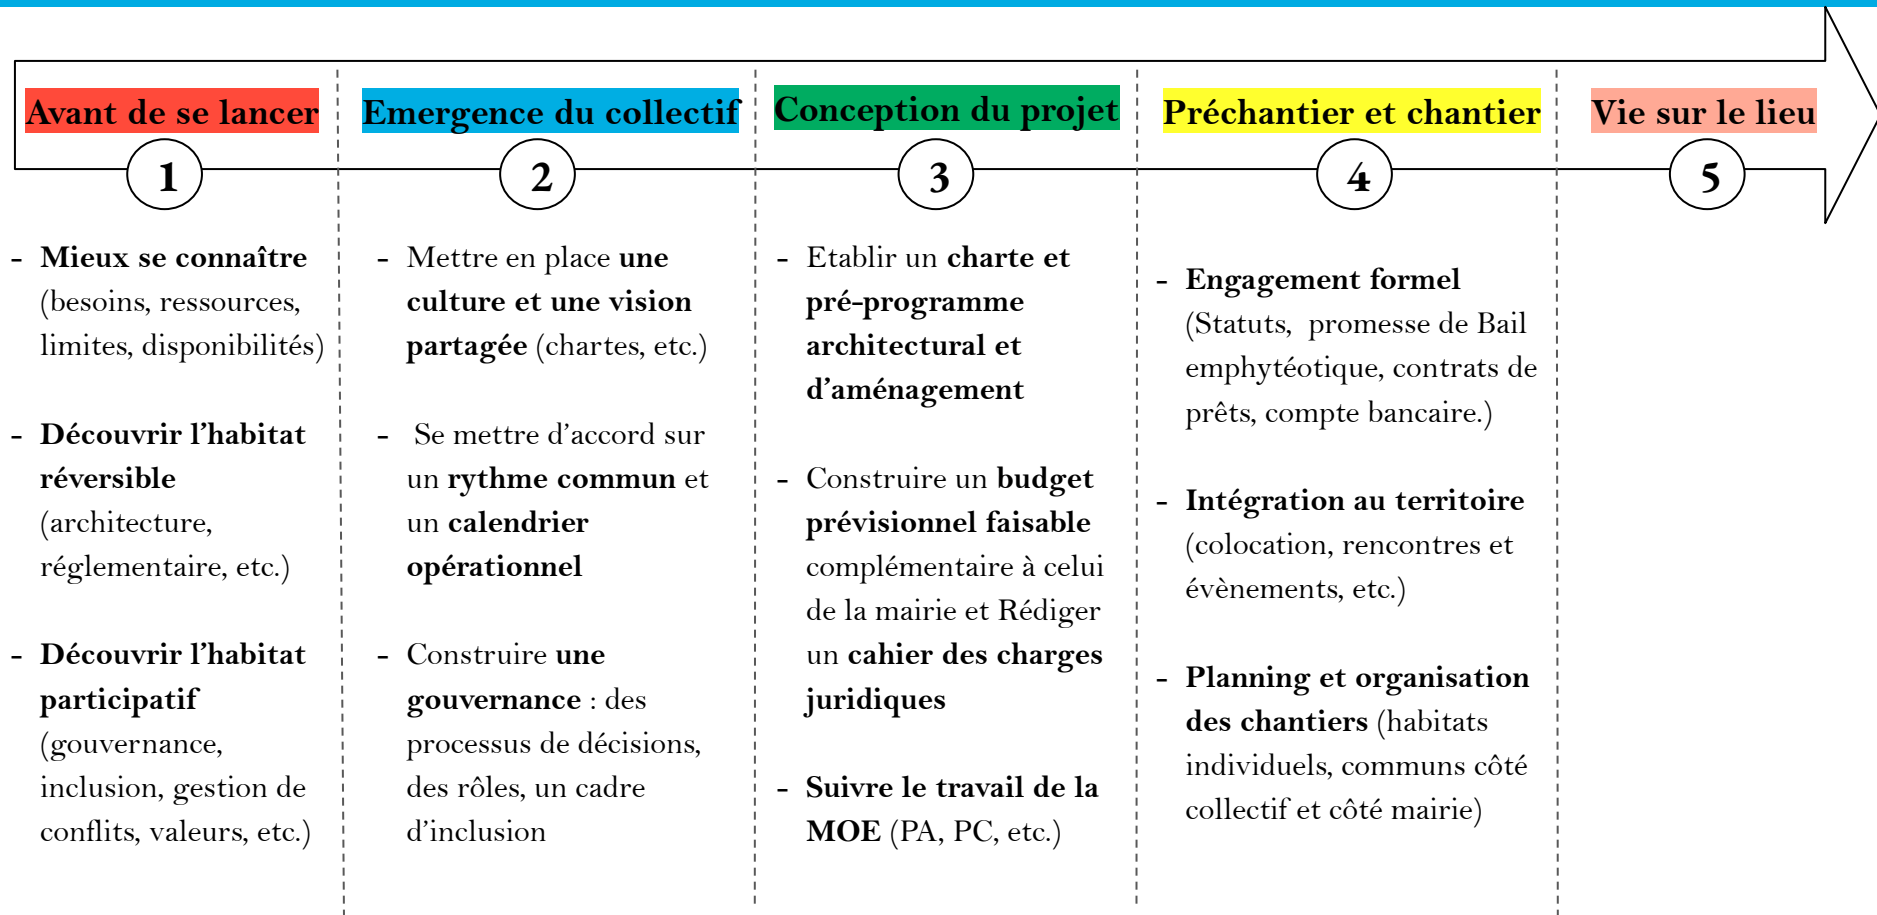 Avant de se lancer
1
- Mieux se connaître
(besoins, ressources,
limites, disponibilités)
- Découvrir l’habitat
réversible
(architecture,
réglementaire, etc.)
- Découvrir l’habitat
participatif
(gouvernance,
inclusion, gestion de
conflits, valeurs, etc.)
Emergence du collectif
2
- Mettre en place une
culture et une vision
partagée (chartes, etc.)
- Se mettre d’accord sur
un rythme commun et
un calendrier
opérationnel
- Construire une
gouvernance : des
processus de décisions,
des rôles, un cadre
d’inclusion
Conception du projet
3
- Etablir un charte et
pré-programme
architectural et
d’aménagement
- Construire un budget
prévisionnel faisable
complémentaire à celui
de la mairie et Rédiger
un cahier des charges
juridiques
- Suivre le travail de la
MOE (PA, PC, etc.)
Préchantier et chantier
4
- Engagement formel
(Statuts, promesse de Bail
emphytéotique, contrats de
prêts, compte bancaire.)
- Intégration au territoire
(colocation, rencontres et
évènements, etc.)
- Planning et organisation
des chantiers (habitats
individuels, communs côté
collectif et côté mairie)
Vie sur le lieu
5